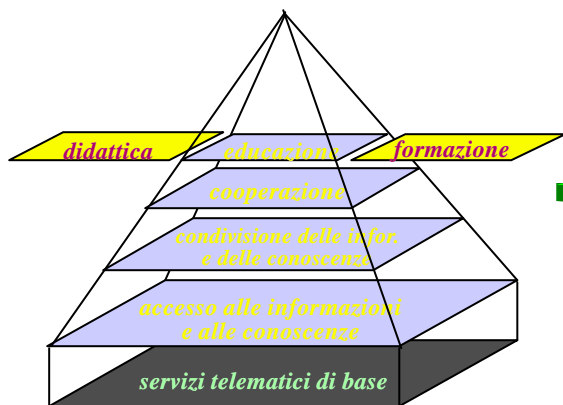 didattica
educazione
formazione
cooperazione
condivisione delle infor.
e delle conoscenze
accesso alle informazioni
e alle conoscenze
servizi telematici di base